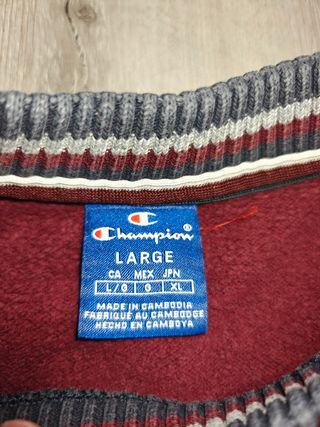 Champion®
LARGE
CA MEX JPN
L/G G XL
MADE IN CAMBODIA
FABRIQUÉ AU CAMBODGE
HECHO EN CAMBOYA